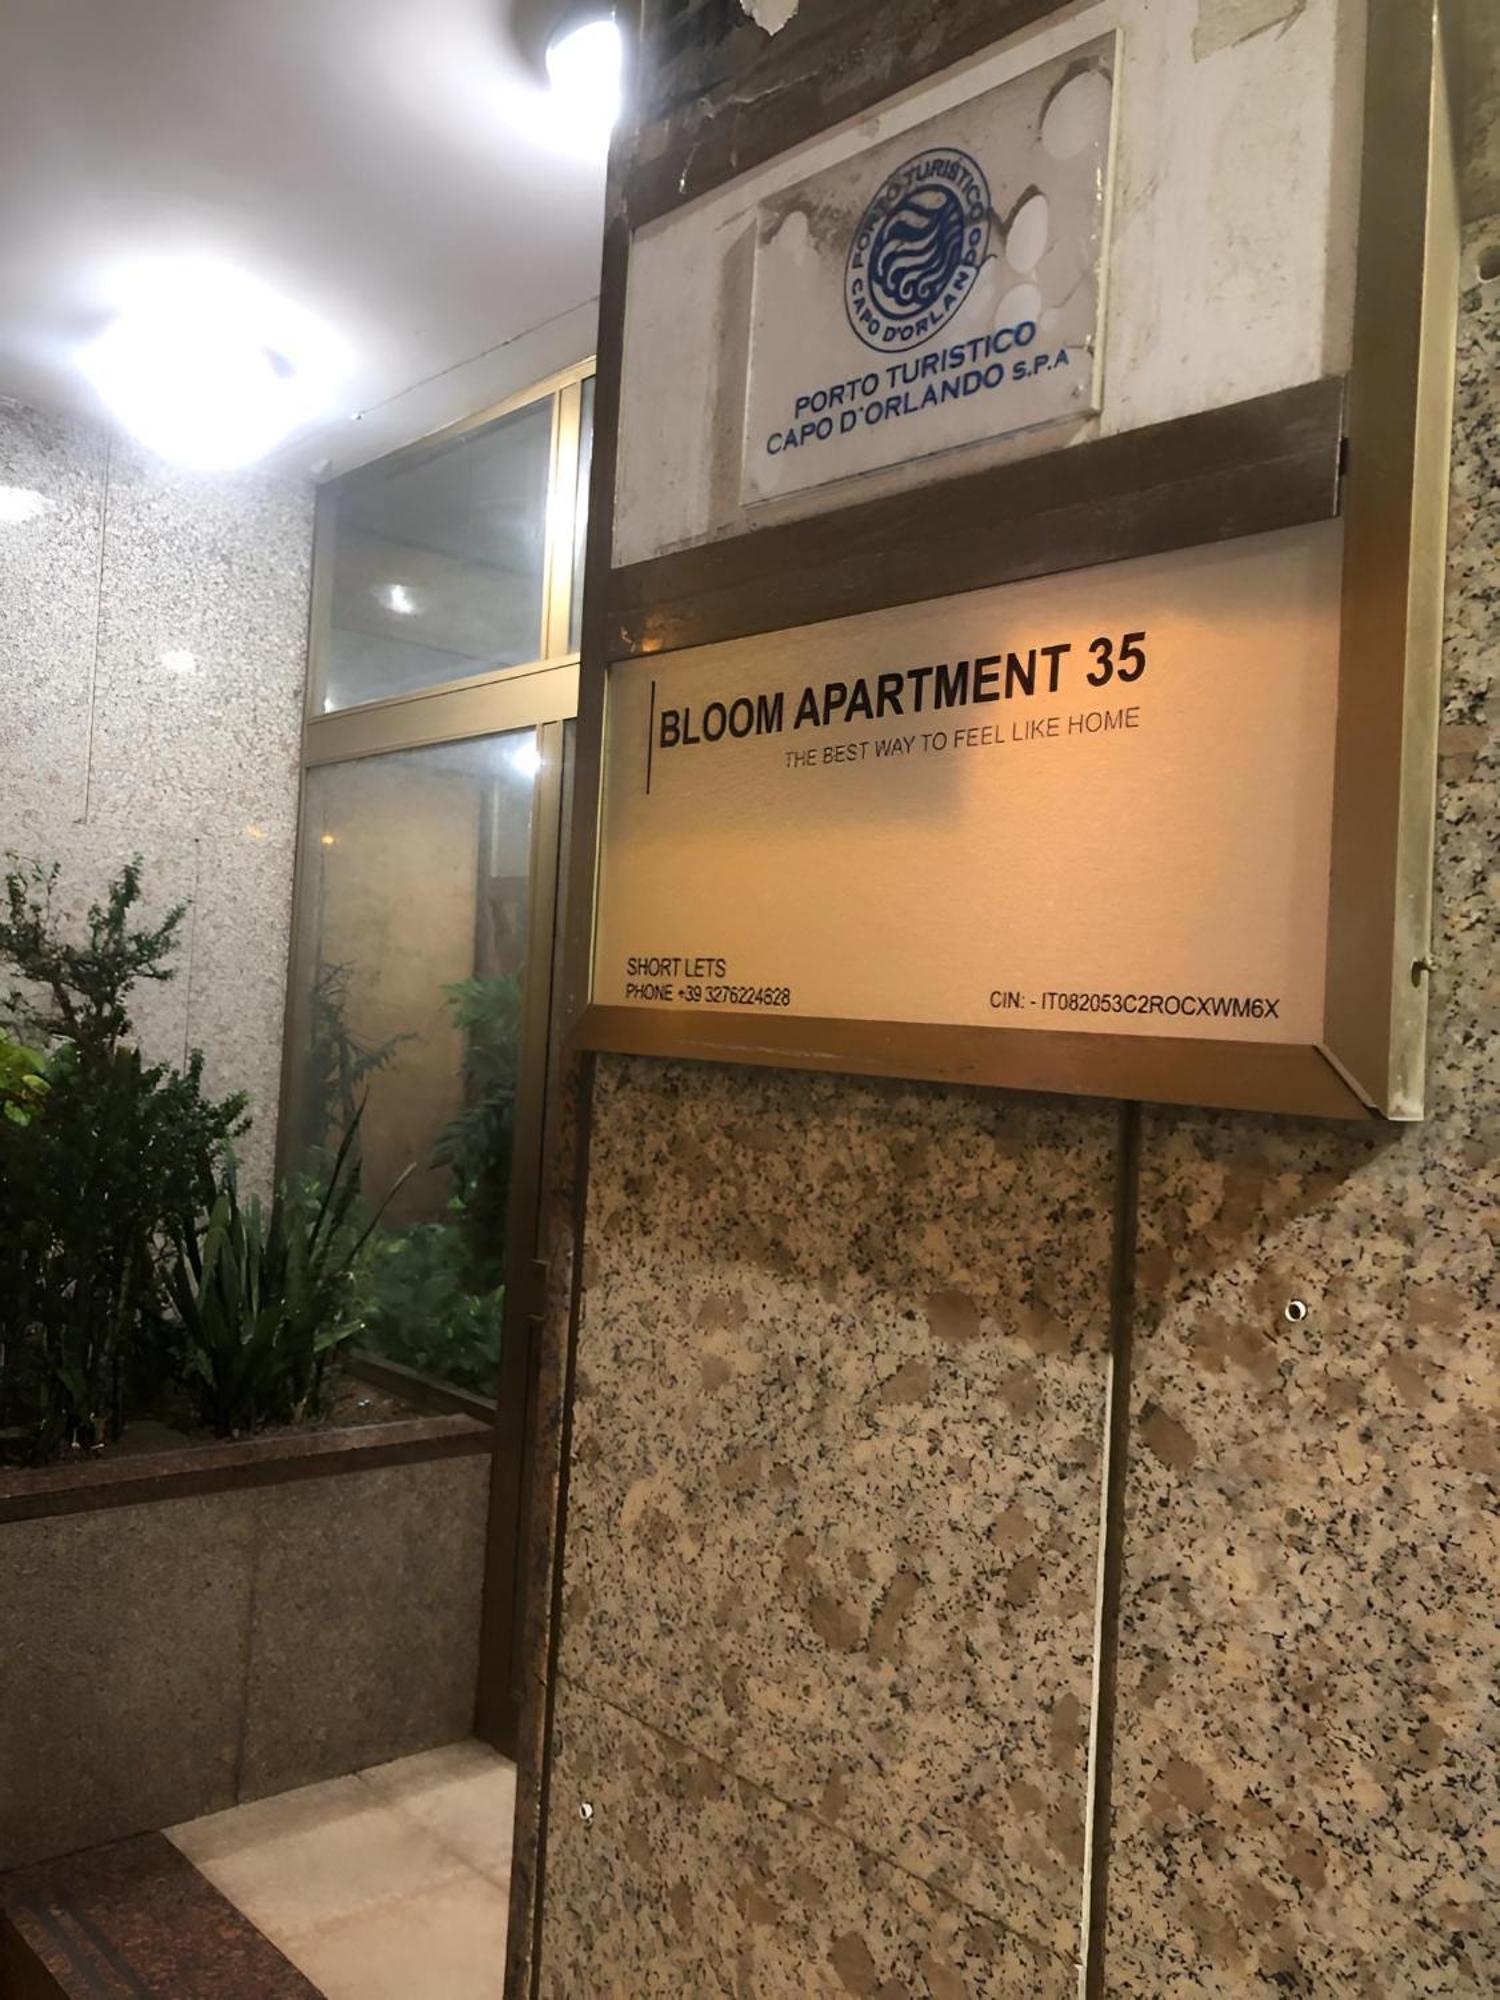 PORTO TURISTICO
CAPO D'ORLANDO
PORTO TURISTICO
CAPO D'ORLANDO S.P.A
BLOOM APARTMENT 35
THE BEST WAY TO FEEL LIKE HOME
SHORT LETS
PHONE +39 3276224628
CIN: - IT082053C2ROCXWM6X